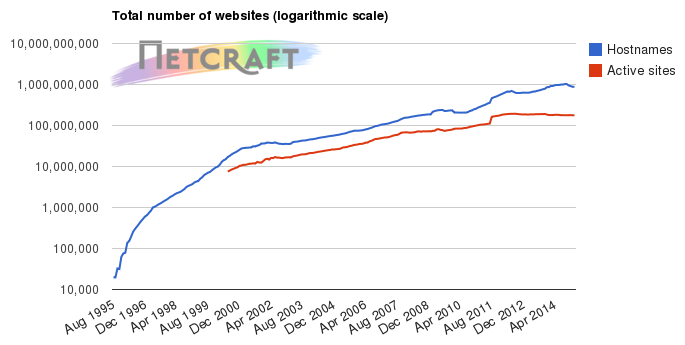 Total number of websites (logarithmic scale)
NETCRAFT
10,000,000,000
1,000,000,000
100,000,000
10,000,000
1,000,000
100,000
10,000
Hostnames
Active sites
Aug 1995
Dec 1996
Apr 1998
Aug 1999
Dec 2000
Apr 2002
Aug 2003
Dec 2004
Apr 2006
Aug 2007
Dec 2008
Apr 2010
Aug 2011
Dec 2012
Apr 2014